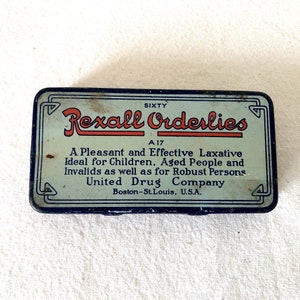 SIXTY
Rexall Orderlies
A17
A Pleasant and Effective Laxative
Ideal for Children, Aged People and
Invalids as well as for Robust Persons
United Drug Company
Boston-St. Louis, U.S.A.